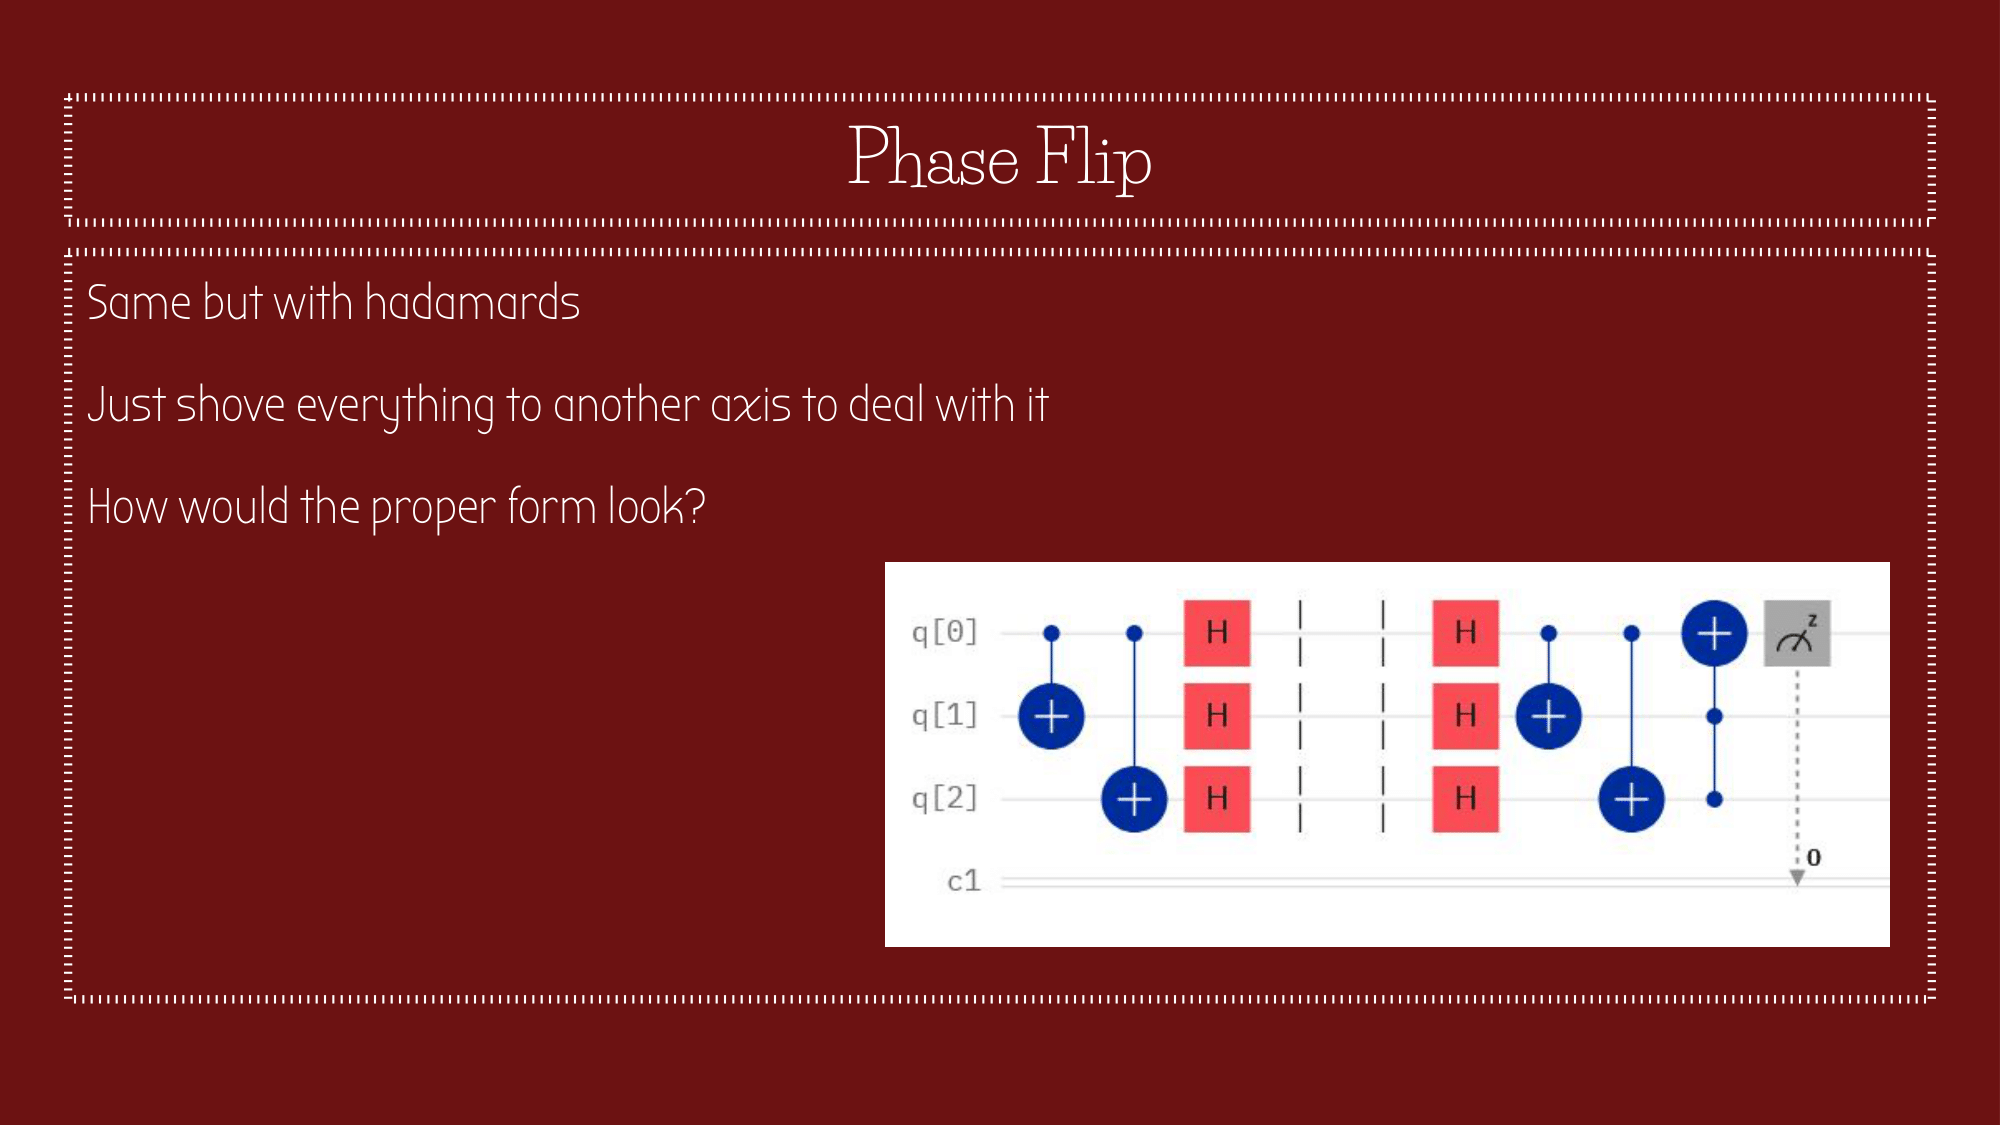 Phase Flip
Same but with hadamards
Just shove everything to another axis to deal with it
How would the proper form look?
q[0] H H z
q[1] H H
q[2] H H
0
c1